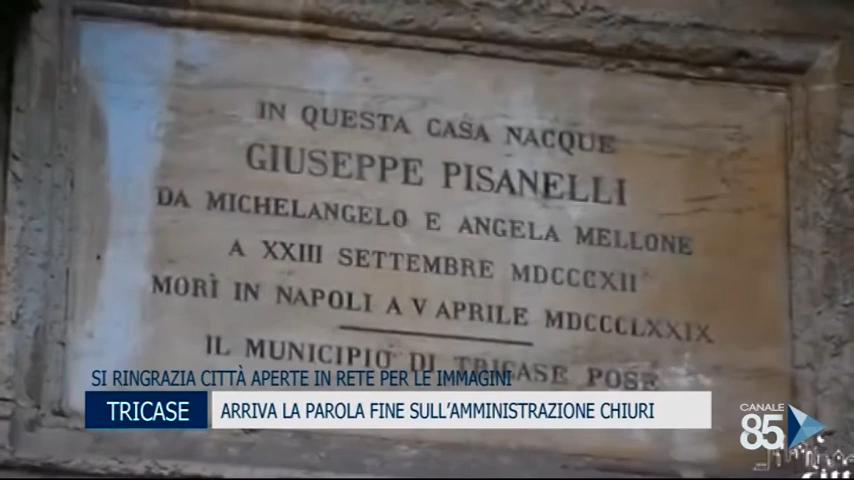 IN QUESTA CASA NACQUE
GIUSEPPE PISANELLI
DA MICHELANGELO E ANGELA MELLONE
A XXIII SETTEMBRE MDCCCXII
MORÌ IN NAPOLI A V APRILE MDCCCLXXIX
IL MUNICIPIO DI TRICASE POSE
SI RINGRAZIA CITTÀ APERTE IN RETE PER LE IMMAGINI
TRICASE
ARRIVA LA PAROLA FINE SULL'AMMINISTRAZIONE CHIURI
CANALE
85